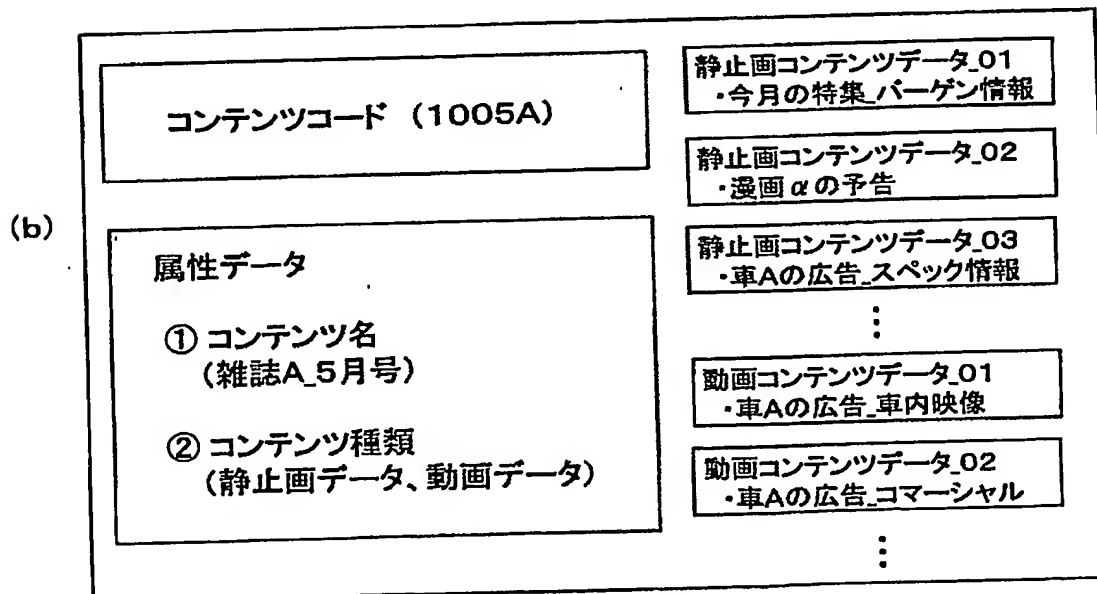 (b)
コンテンツコード (1005A)
属性データ
① コンテンツ名
(雑誌A_5月号)
② コンテンツ種類
(静止画データ、動画データ)
静止画コンテンツデータ_01
・今月の特集_バーゲン情報
静止画コンテンツデータ_02
・漫画αの予告
静止画コンテンツデータ_03
・車Aの広告_スペック情報
⋮
動画コンテンツデータ_01
・車Aの広告_車内映像
動画コンテンツデータ_02
・車Aの広告_コマーシャル
⋮